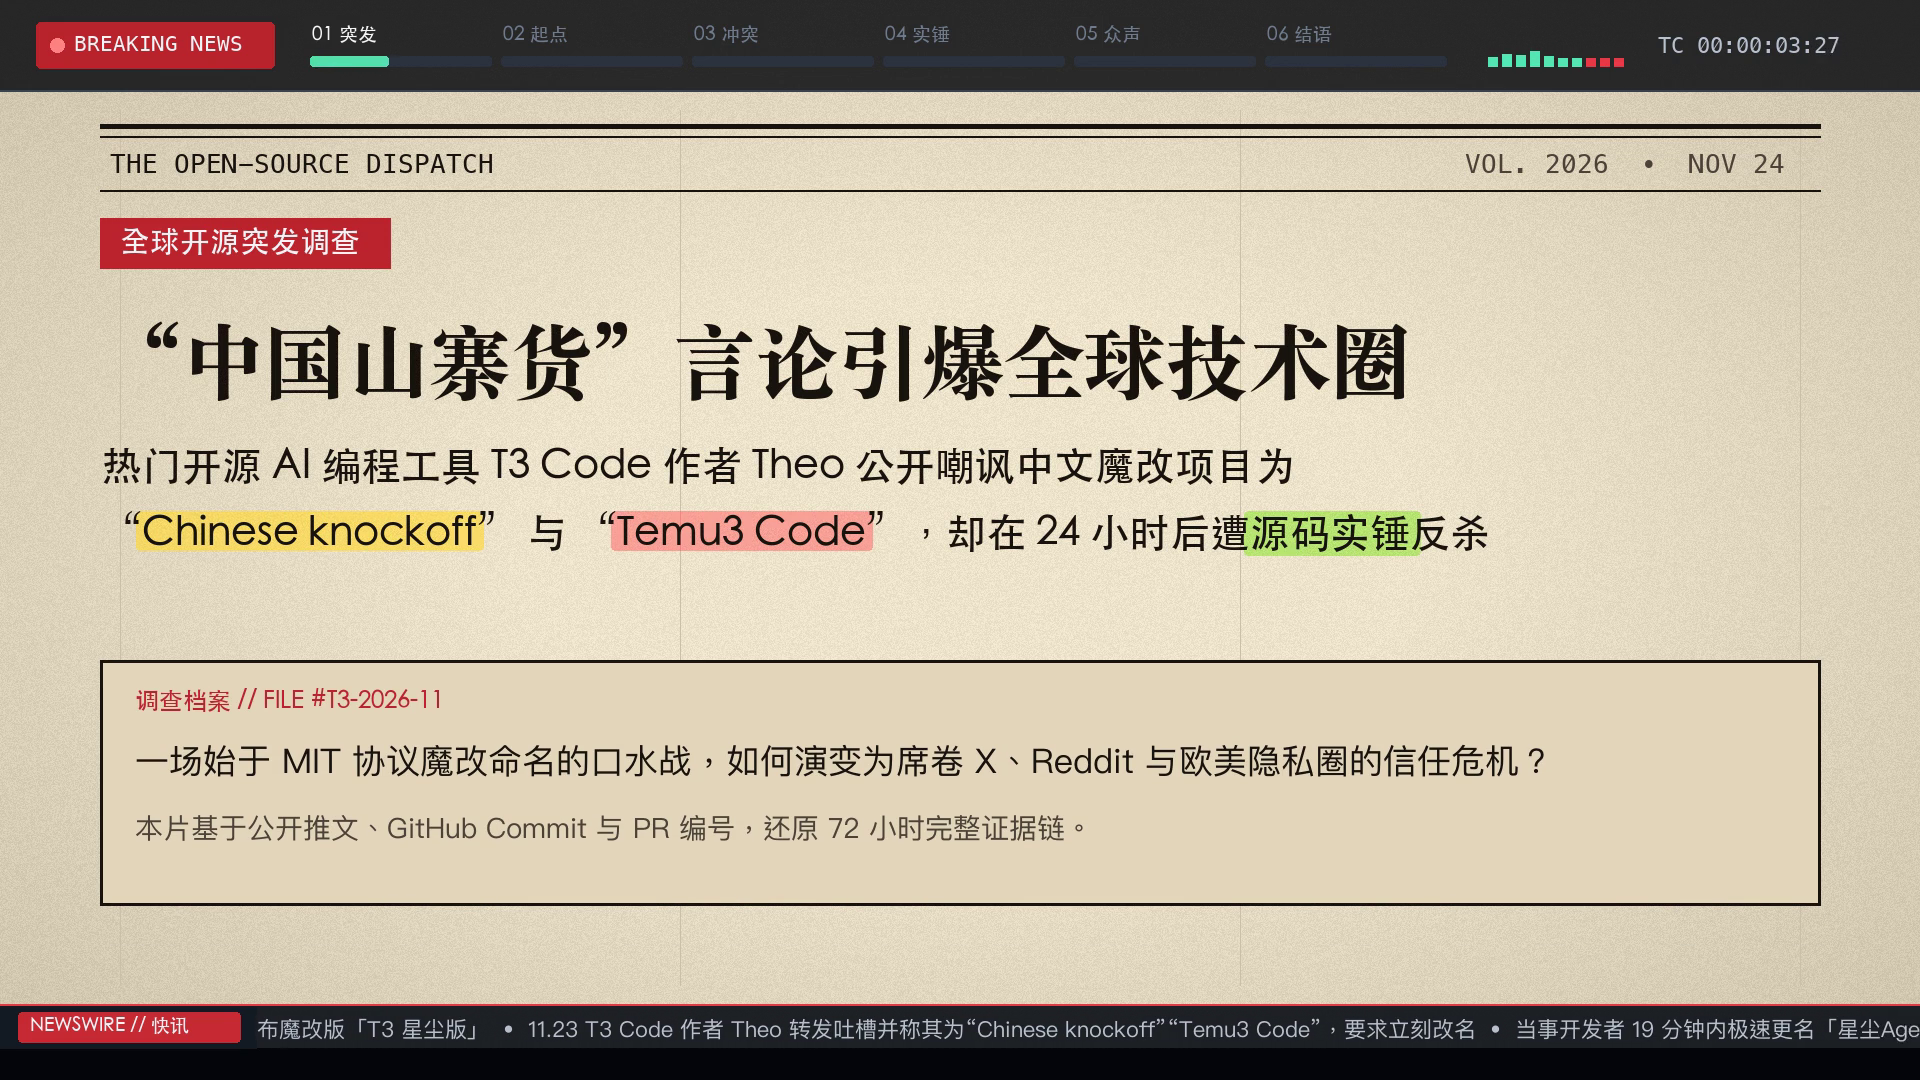 BREAKING NEWS
01 突发
02 起点
03 冲突
04 实锤
05 众声
06 结语
TC 00:00:03:27
THE OPEN–SOURCE DISPATCH
VOL. 2026 • NOV 24
全球开源突发调查
“中国山寨货”言论引爆全球技术圈
热门开源 AI 编程工具 T3 Code 作者 Theo 公开嘲讽中文魔改项目为
“Chinese knockoff” 与 “Temu3 Code”，却在 24 小时后遭源码实锤反杀
调查档案 // FILE #T3-2026-11
一场始于 MIT 协议魔改命名的口水战，如何演变为席卷 X、Reddit 与欧美隐私圈的信任危机？
本片基于公开推文、GitHub Commit 与 PR 编号，还原 72 小时完整证据链。
NEWSWIRE // 快讯
布魔改版「T3 星尘版」 • 11.23 T3 Code 作者 Theo 转发吐槽并称其为“Chinese knockoff”“Temu3 Code”，要求立刻改名 • 当事开发者 19 分钟内极速更名「星尘Age